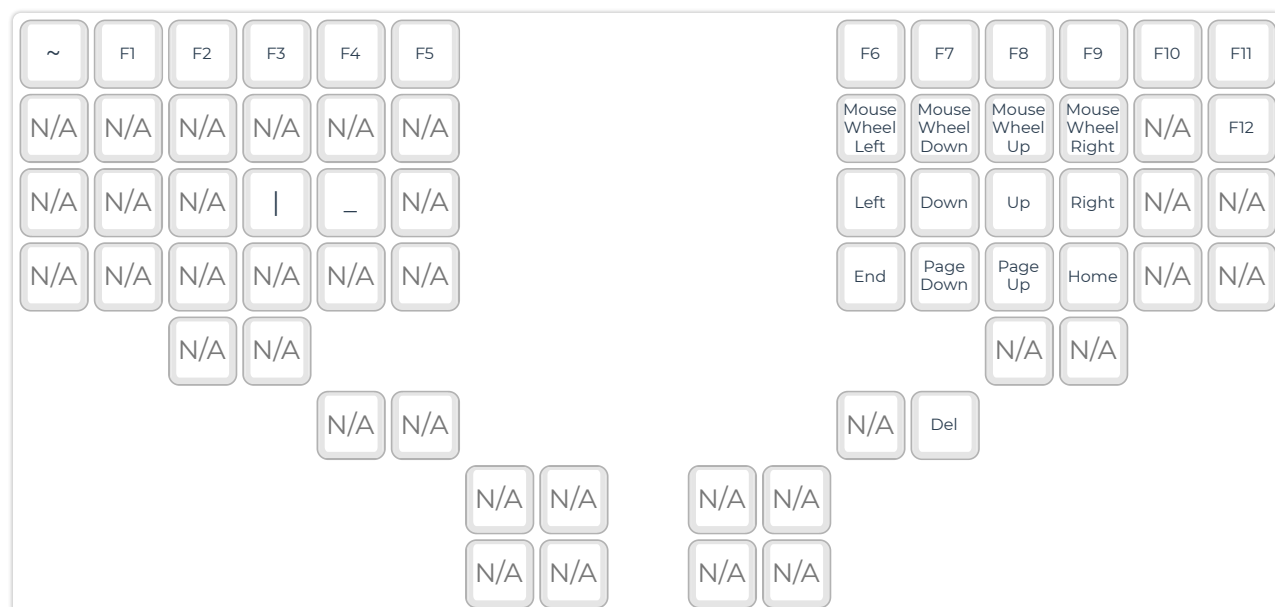 ~ F1 F2 F3 F4 F5 F6 F7 F8 F9 F10 F11
N/A N/A N/A N/A N/A N/A Mouse Wheel Left Mouse Wheel Down Mouse Wheel Up Mouse Wheel Right N/A F12
N/A N/A N/A | _ N/A Left Down Up Right N/A N/A
N/A N/A N/A N/A N/A N/A End Page Down Page Up Home N/A N/A
N/A N/A N/A N/A
N/A N/A N/A Del
N/A N/A N/A N/A
N/A N/A N/A N/A